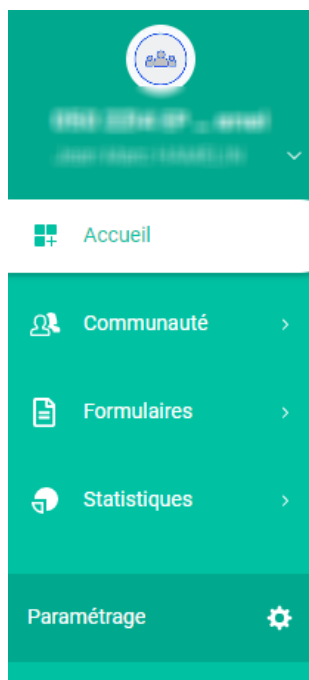 Accueil
Communauté
Formulaires
Statistiques
Paramétrage